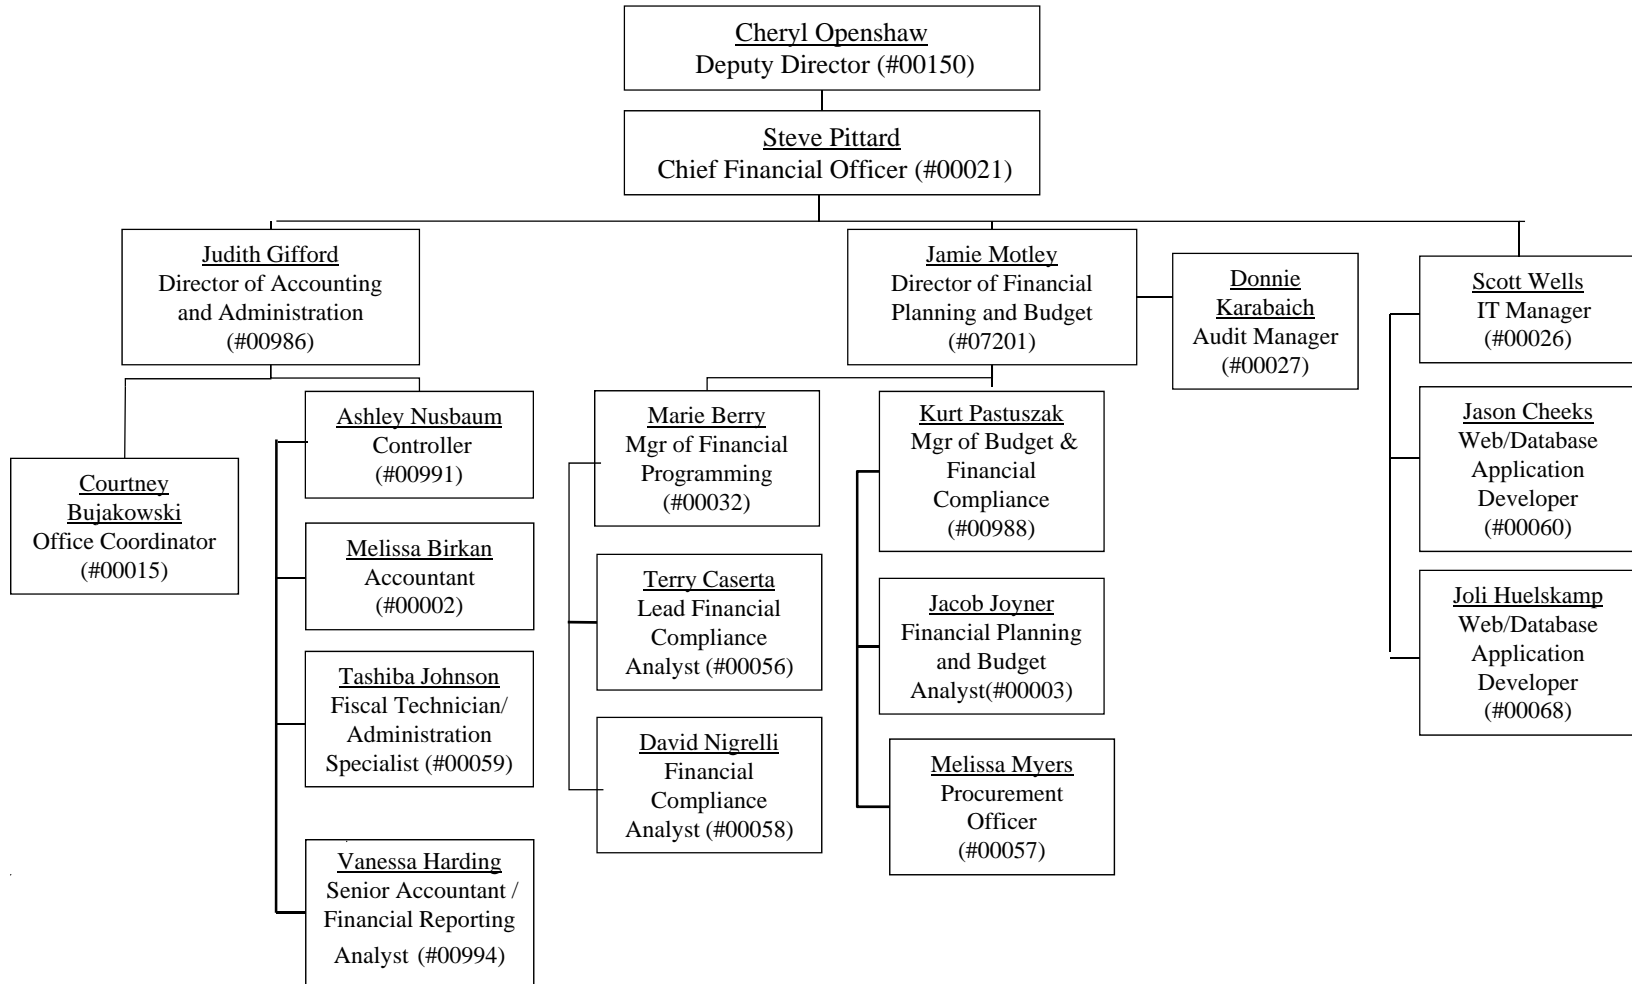 Cheryl Openshaw
Deputy Director (#00150)
Steve Pittard
Chief Financial Officer (#00021)
Judith Gifford
Director of Accounting
and Administration
(#00986)
Jamie Motley
Director of Financial
Planning and Budget
(#07201)
Donnie
Karabaich
Audit Manager
(#00027)
Scott Wells
IT Manager
(#00026)
Courtney
Bujakowski
Office Coordinator
(#00015)
Ashley Nusbaum
Controller
(#00991)
Melissa Birkan
Accountant
(#00002)
Tashiba Johnson
Fiscal Technician/
Administration
Specialist (#00059)
Vanessa Harding
Senior Accountant /
Financial Reporting
Analyst (#00994)
Marie Berry
Mgr of Financial
Programming
(#00032)
Terry Caserta
Lead Financial
Compliance
Analyst (#00056)
David Nigrelli
Financial
Compliance
Analyst (#00058)
Kurt Pastuszak
Mgr of Budget &
Financial
Compliance
(#00988)
Jacob Joyner
Financial Planning
and Budget
Analyst(#00003)
Melissa Myers
Procurement
Officer
(#00057)
Jason Cheeks
Web/Database
Application
Developer
(#00060)
Joli Huelskamp
Web/Database
Application
Developer
(#00068)